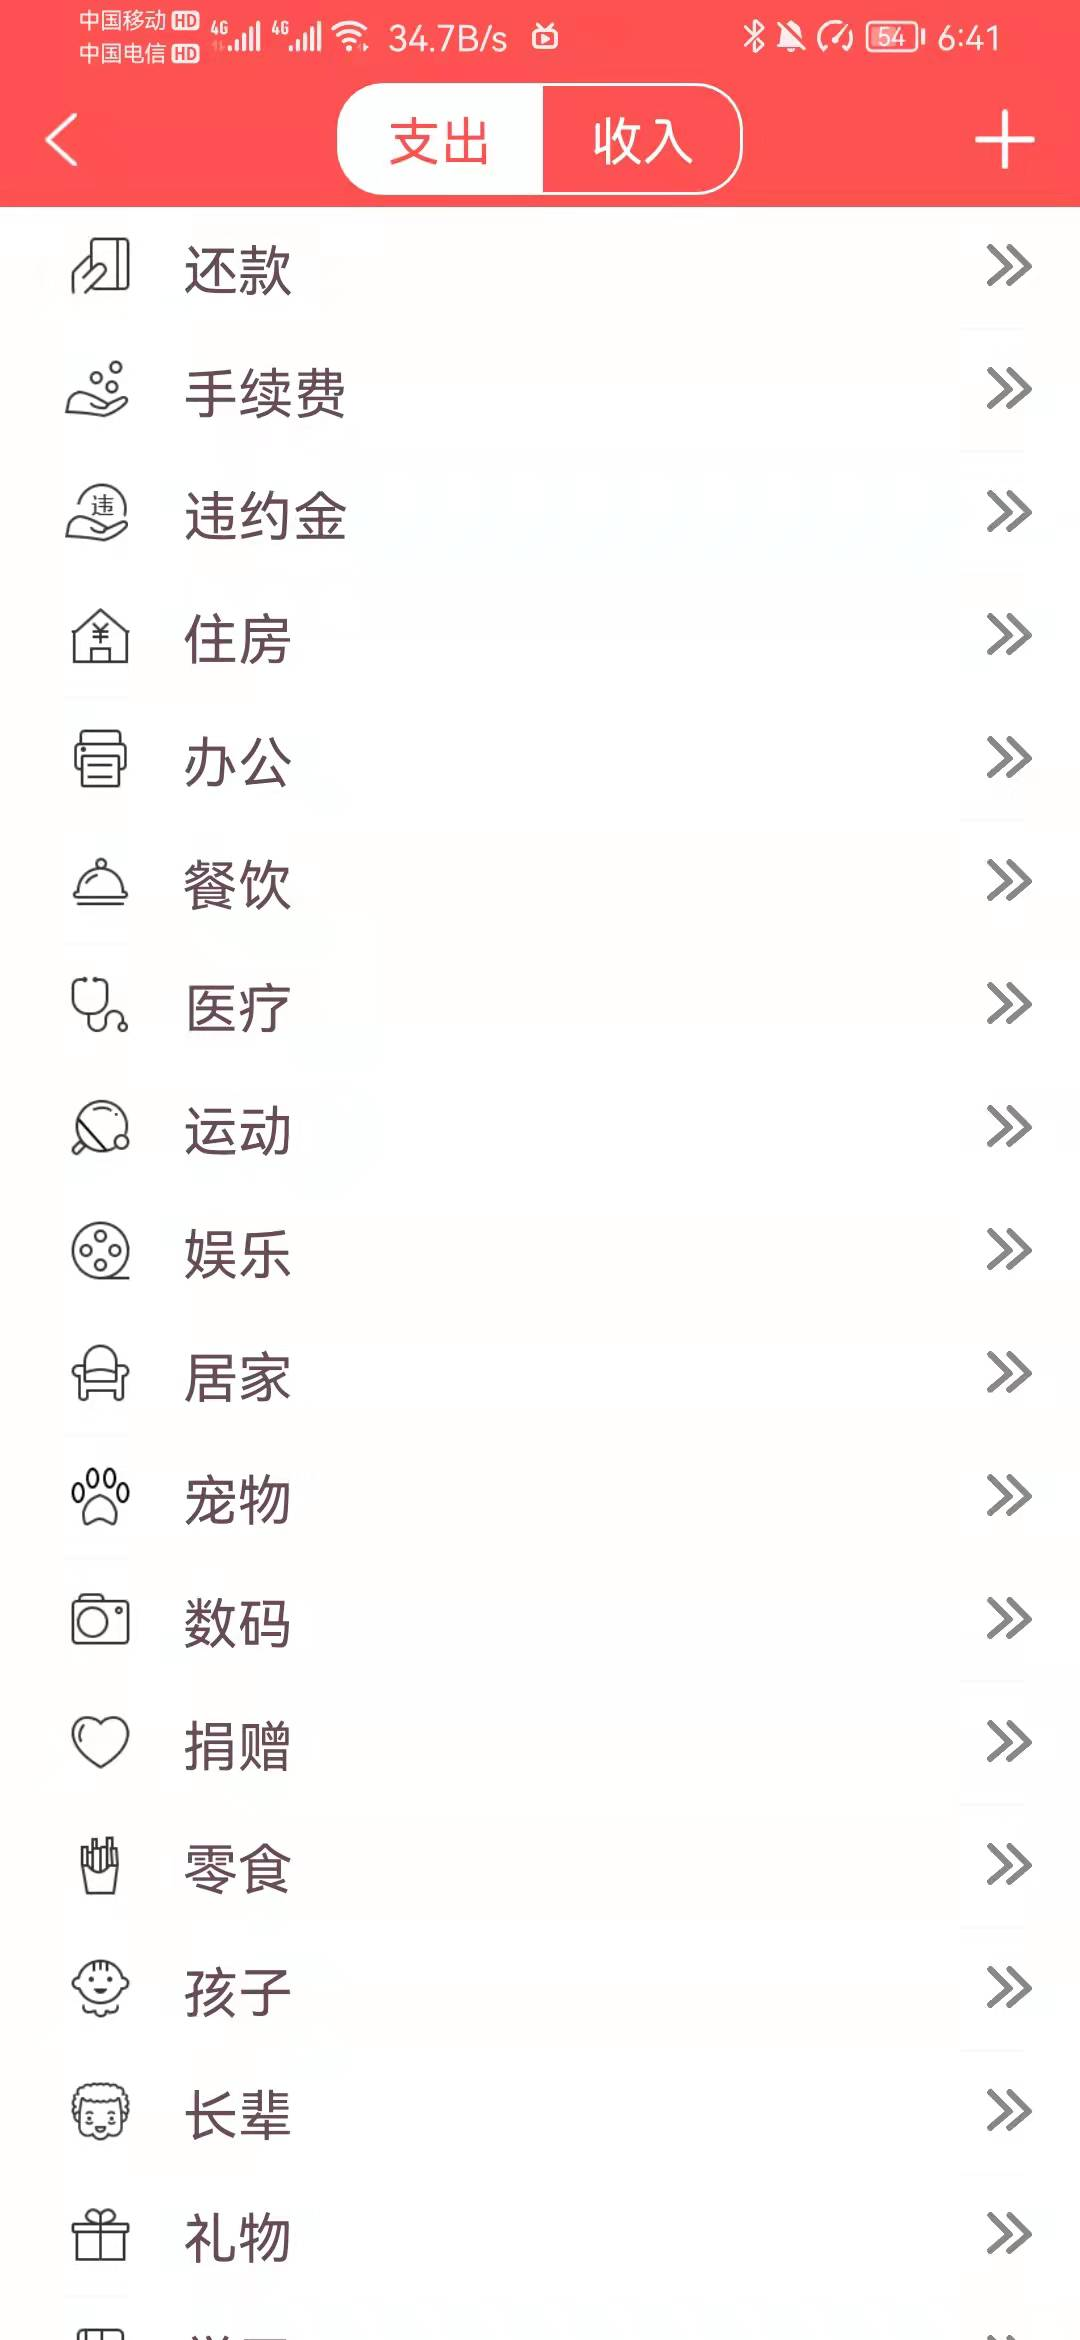 中国移动 HD 4G 4G 34.7B/s 54 6:41
中国电信 HD
支出 收入
还款
手续费
违 违约金
住房
办公
餐饮
医疗
运动
娱乐
居家
宠物
数码
捐赠
零食
孩子
长辈
礼物